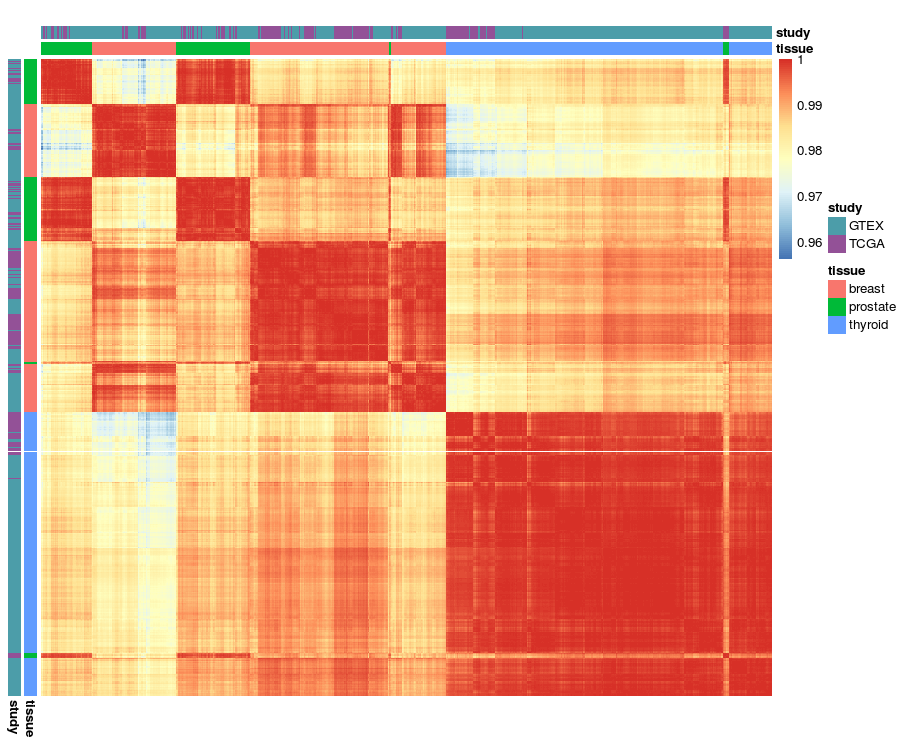 study
tissue
1
0.99
0.98
0.97
0.96
study
GTEX
TCGA
tissue
breast
prostate
thyroid
study
tissue